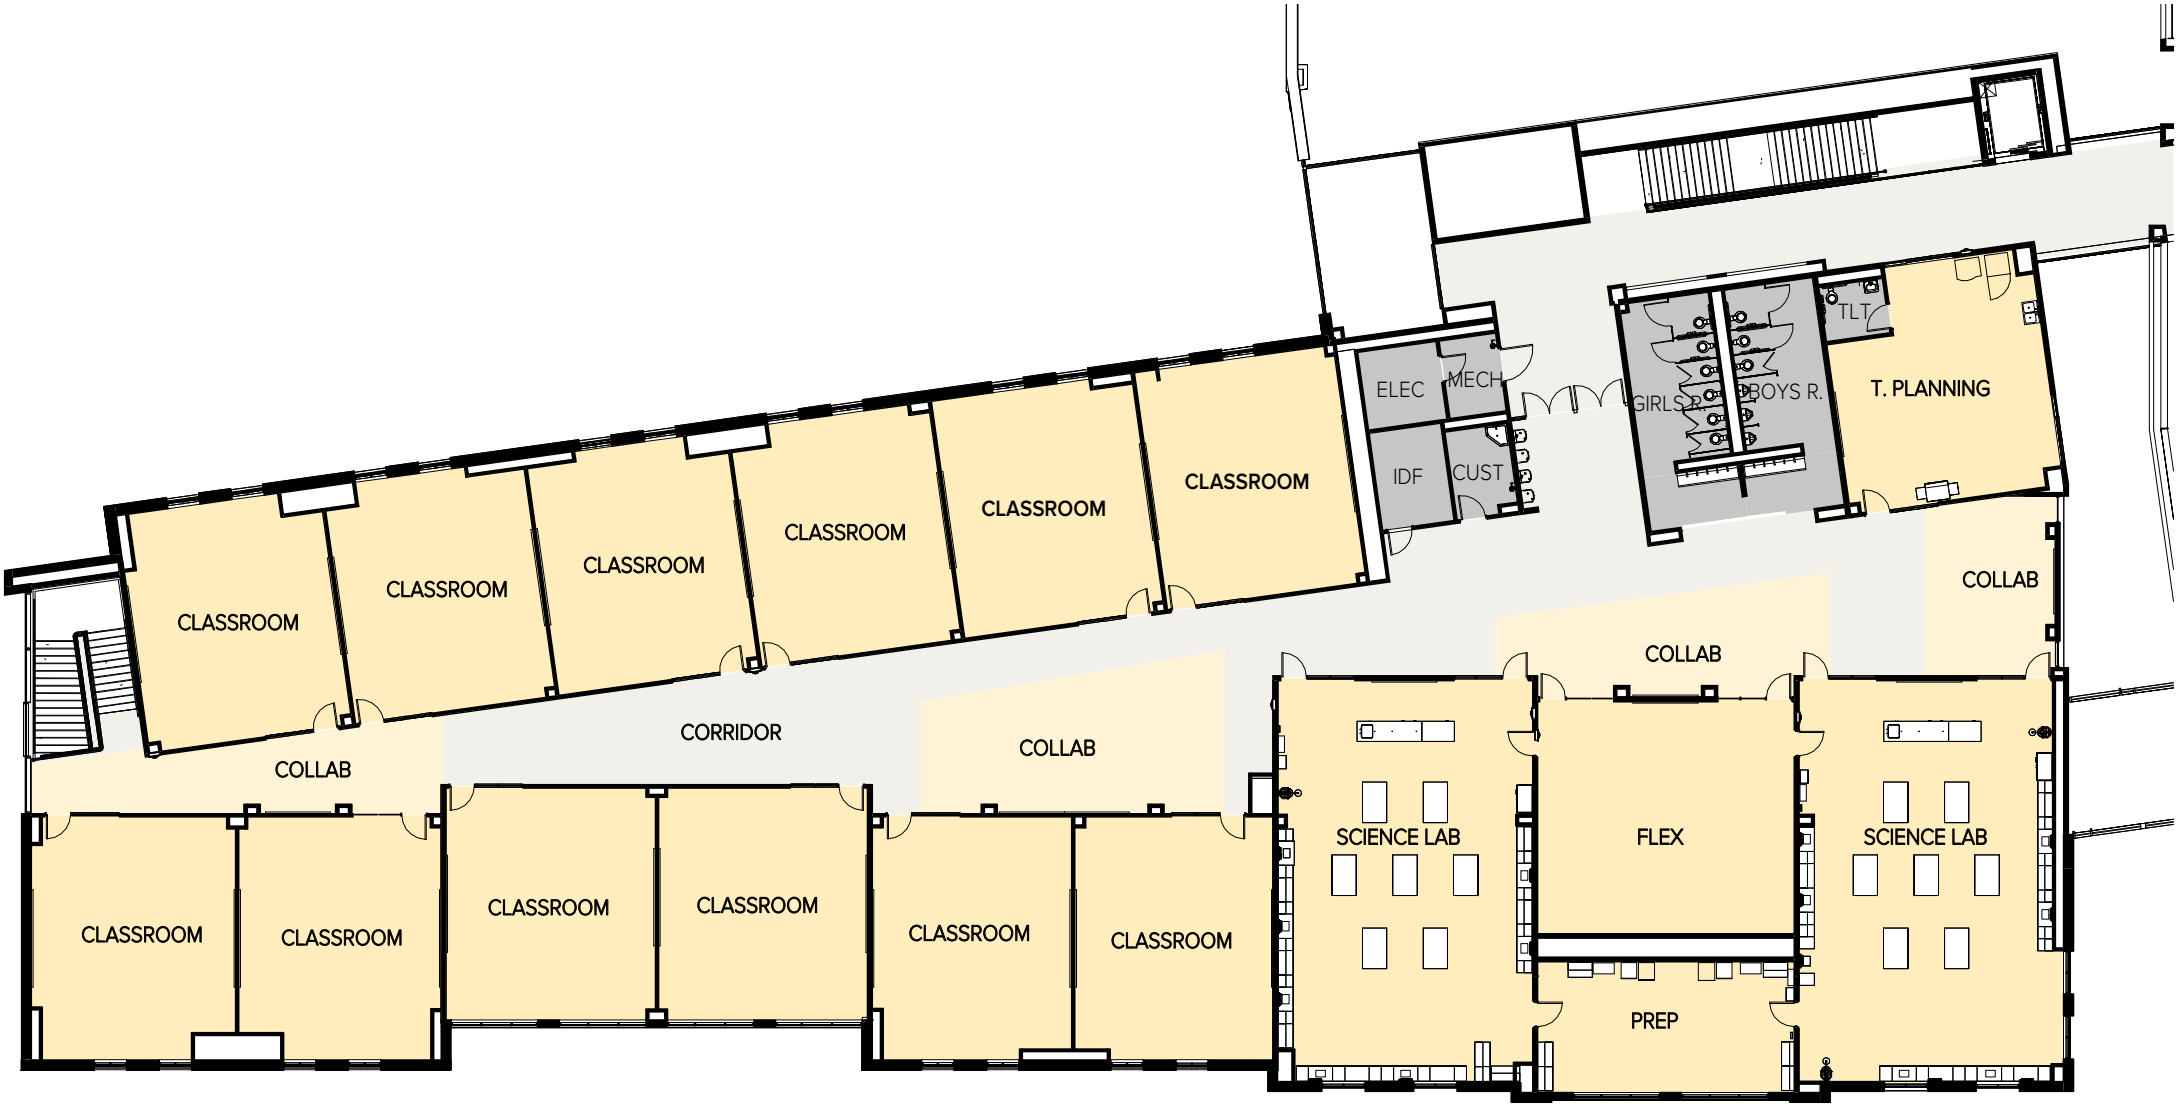 TLT
ELEC
MECH
GIRLS R.
BOYS R.
T. PLANNING
IDF
CUST
CLASSROOM
CLASSROOM
CLASSROOM
CLASSROOM
CLASSROOM
CLASSROOM
COLLAB
COLLAB
CORRIDOR
COLLAB
COLLAB
SCIENCE LAB
FLEX
SCIENCE LAB
CLASSROOM
CLASSROOM
CLASSROOM
CLASSROOM
CLASSROOM
CLASSROOM
PREP